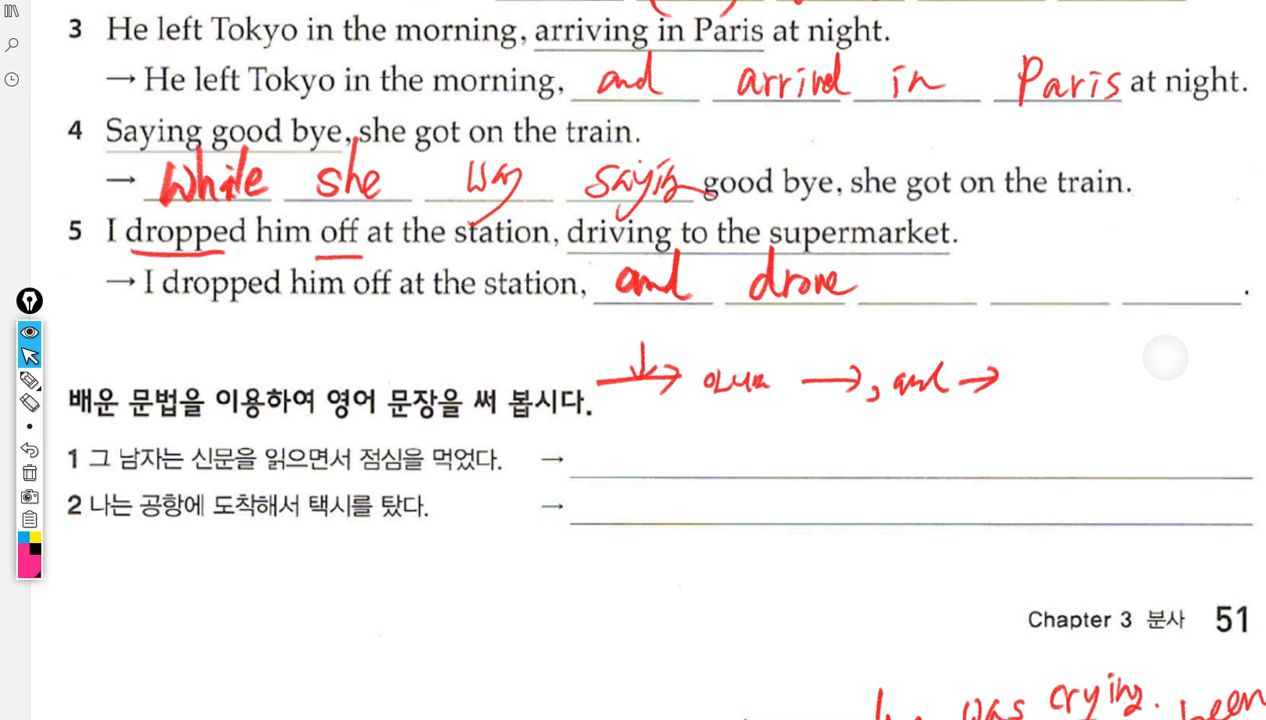 3 He left Tokyo in the morning, arriving in Paris at night.
→ He left Tokyo in the morning, and arrived in Paris at night.
4 Saying good bye, she got on the train.
→ While she was saying good bye, she got on the train.
5 I dropped him off at the station, driving to the supermarket.
→ I dropped him off at the station, and drove .
→ , and →
배운 문법을 이용하여 영어 문장을 써 봅시다.
1 그 남자는 신문을 읽으면서 점심을 먹었다. →
2 나는 공항에 도착해서 택시를 탔다. →
Chapter 3 분사 51
he was crying. been